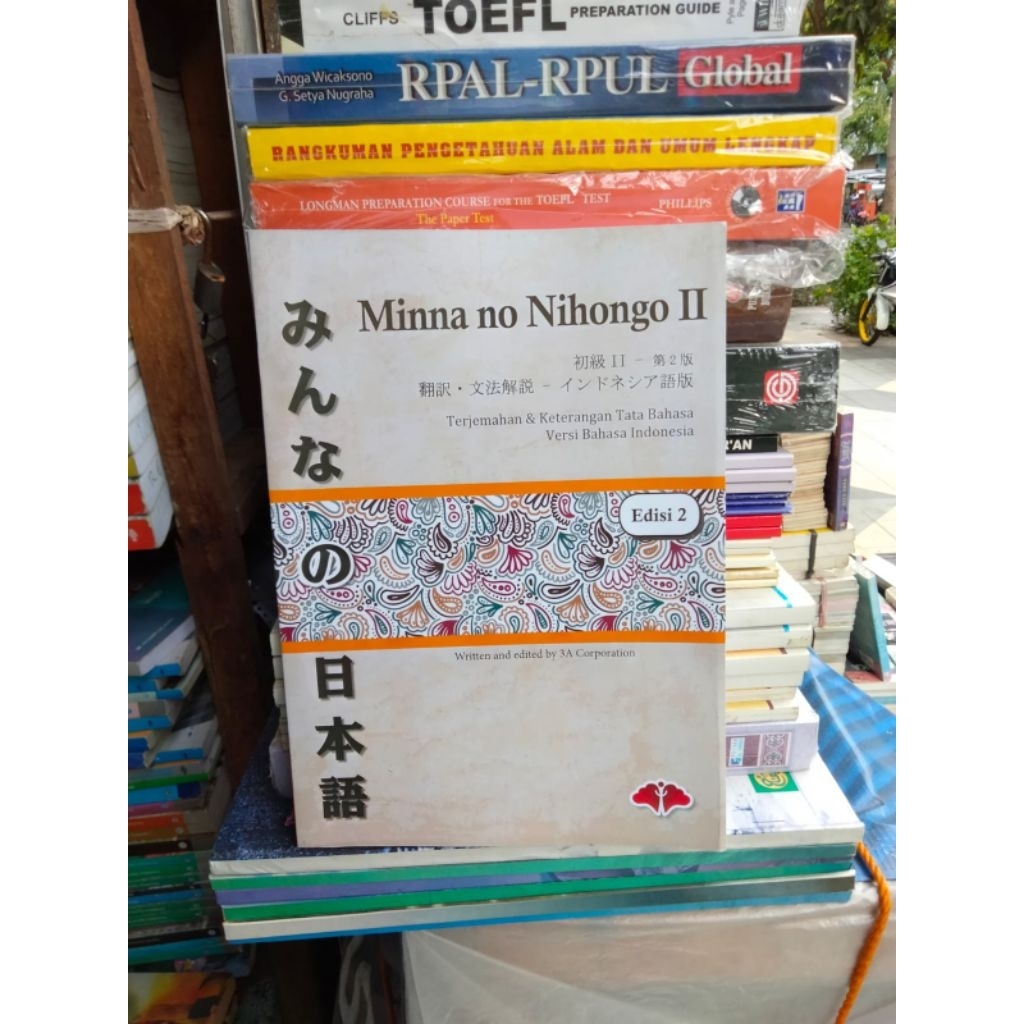 CLIFFS TOEFL PREPARATION GUIDE
Angga Wicaksono
G. Setya Nugraha
RPAL-RPUL Global
RANGKUMAN PENGETAHUAN ALAM DAN UMUM LENGKAP
LONGMAN PREPARATION COURSE FOR THE TOEFL TEST
The Paper Test
PHILLIPS
みんなの日本語
Minna no Nihongo II
初級 II - 第2版
翻訳・文法解説 - インドネシア語版
Terjemahan & Keterangan Tata Bahasa
Versi Bahasa Indonesia
Edisi 2
Written and edited by 3A Corporation
R'AN